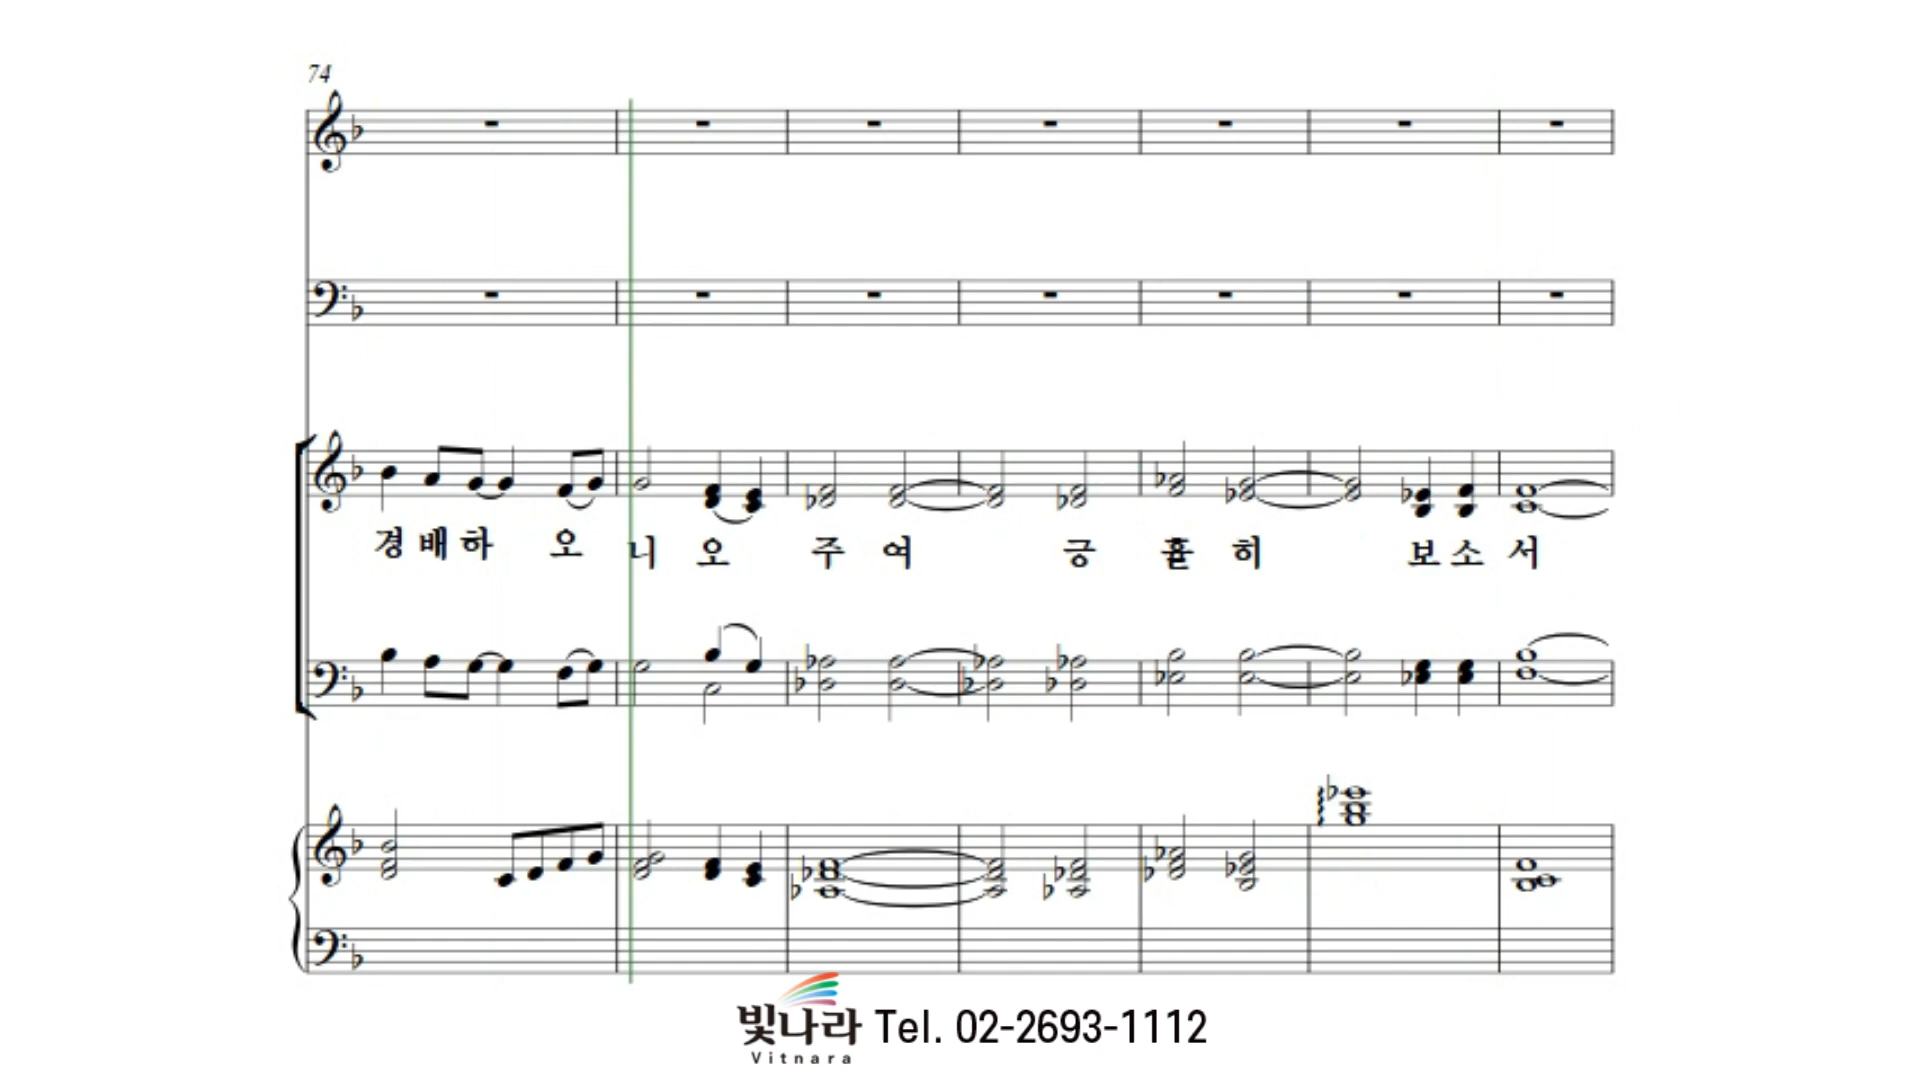 74
경 배 하 오 니 오 주 여 긍 휼 히 보 소 서
빛나라 Tel. 02-2693-1112
Vitnara